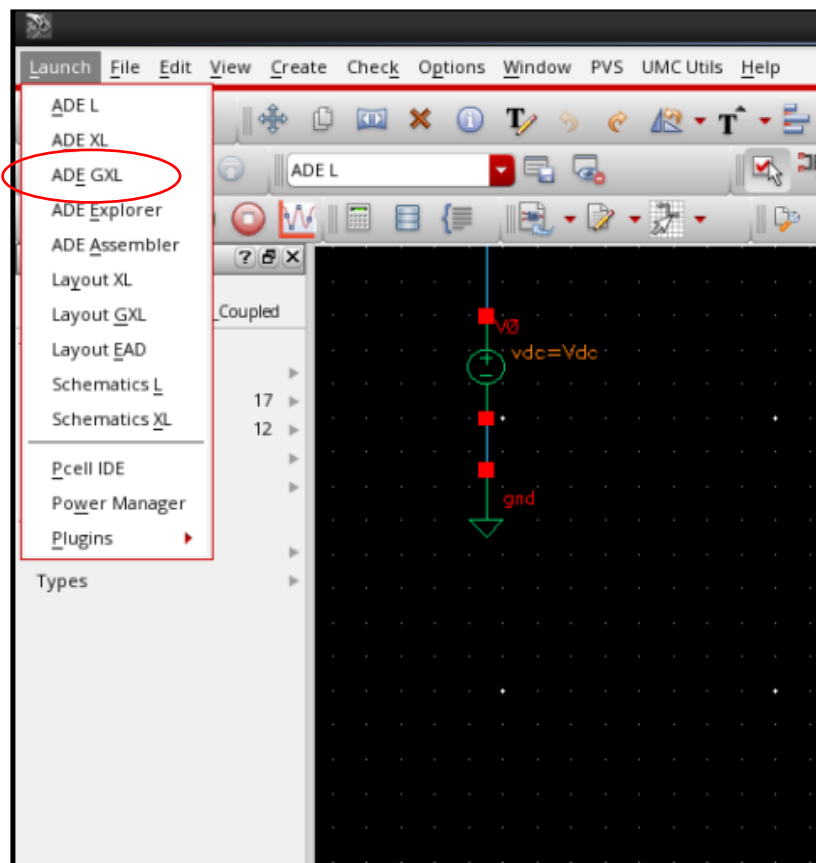 Launch File Edit View Create Check Options Window PVS UMC Utils Help
ADE L
ADE XL
ADE GXL
ADE L
ADE Explorer
ADE Assembler
Layout XL
Layout GXL
_Coupled
Layout EAD
Schematics L
17
Schematics XL
12
Pcell IDE
Power Manager
Plugins
Types
V0
vdc=Vdc
gnd